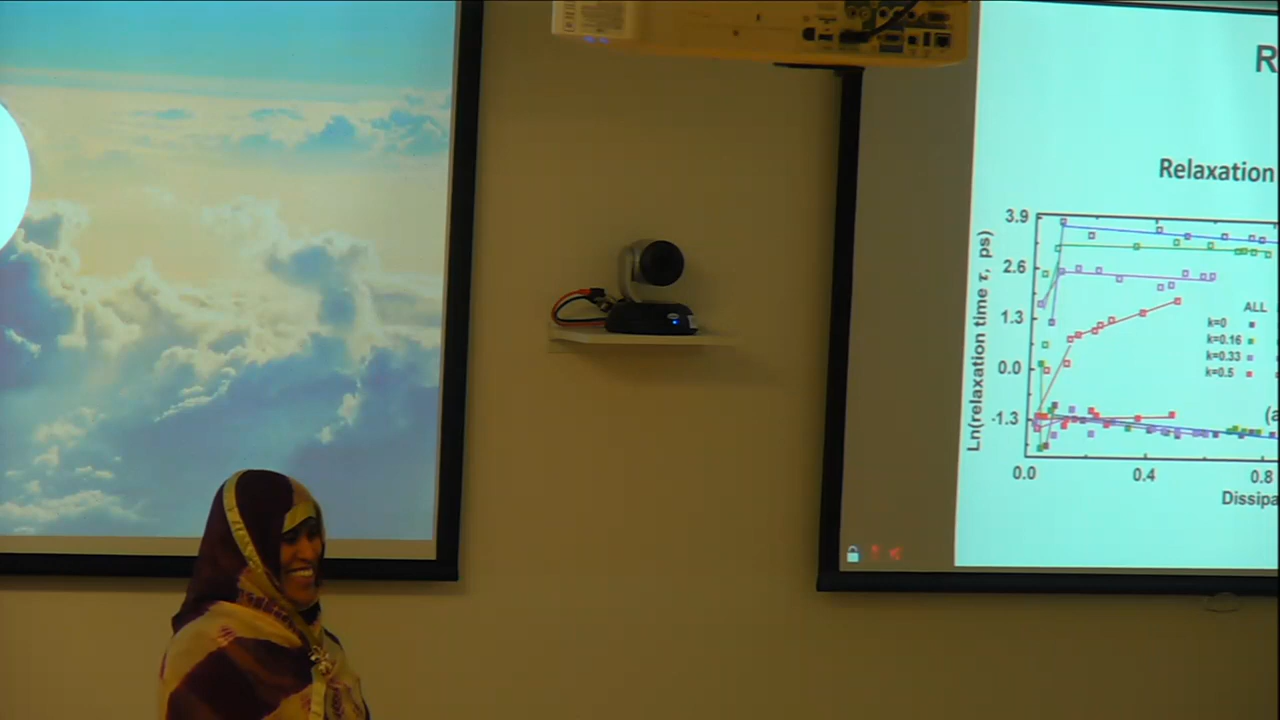 R
Relaxation
Ln(relaxation time τ, ps)
3.9
2.6
1.3
0.0
-1.3
ALL
k=0
k=0.16
k=0.33
k=0.5
(a
0.0 0.4 0.8
Dissipa